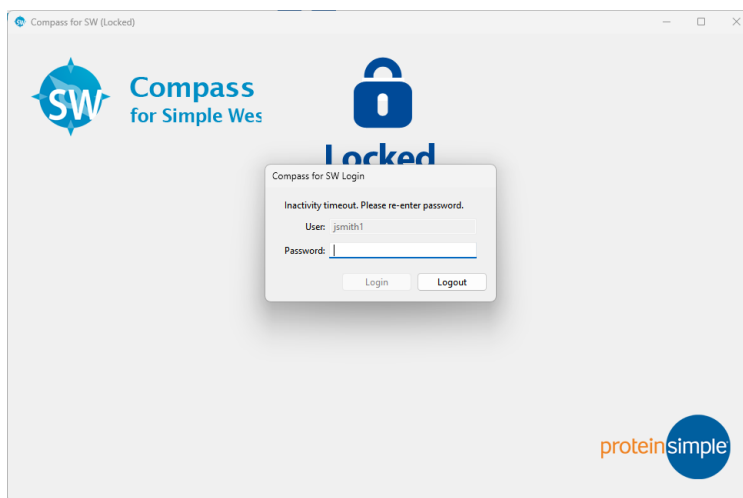 Compass for SW (Locked)
SW
Compass
for Simple Wes
Locked
Compass for SW Login
Inactivity timeout. Please re-enter password.
User: jsmith1
Password:
Login Logout
proteinsimple